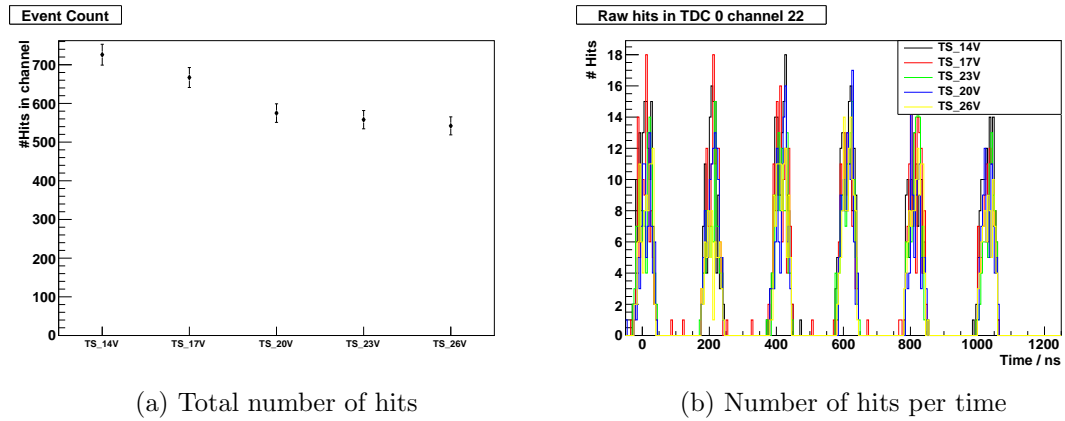 Event Count
#Hits in channel
700
600
500
400
300
200
100
0
TS_14V TS_17V TS_20V TS_23V TS_26V
(a) Total number of hits
Raw hits in TDC 0 channel 22
# Hits
18
16
14
12
10
8
6
4
2
0
TS_14V
TS_17V
TS_23V
TS_20V
TS_26V
0 200 400 600 800 1000 1200
Time / ns
(b) Number of hits per time